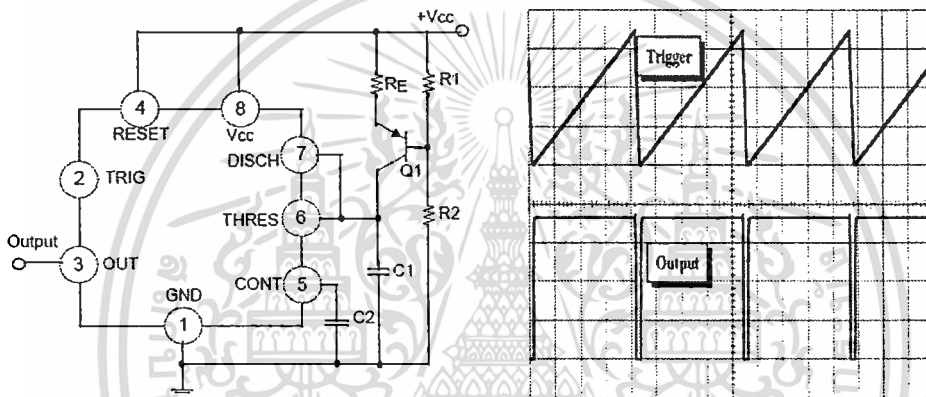 +Vcc
RE
R1
4
RESET
8
Vcc
DISCH
7
Q1
2
TRIG
THRES
6
R2
Output
3
OUT
C1
CONT
5
GND
1
C2
Trigger
Output